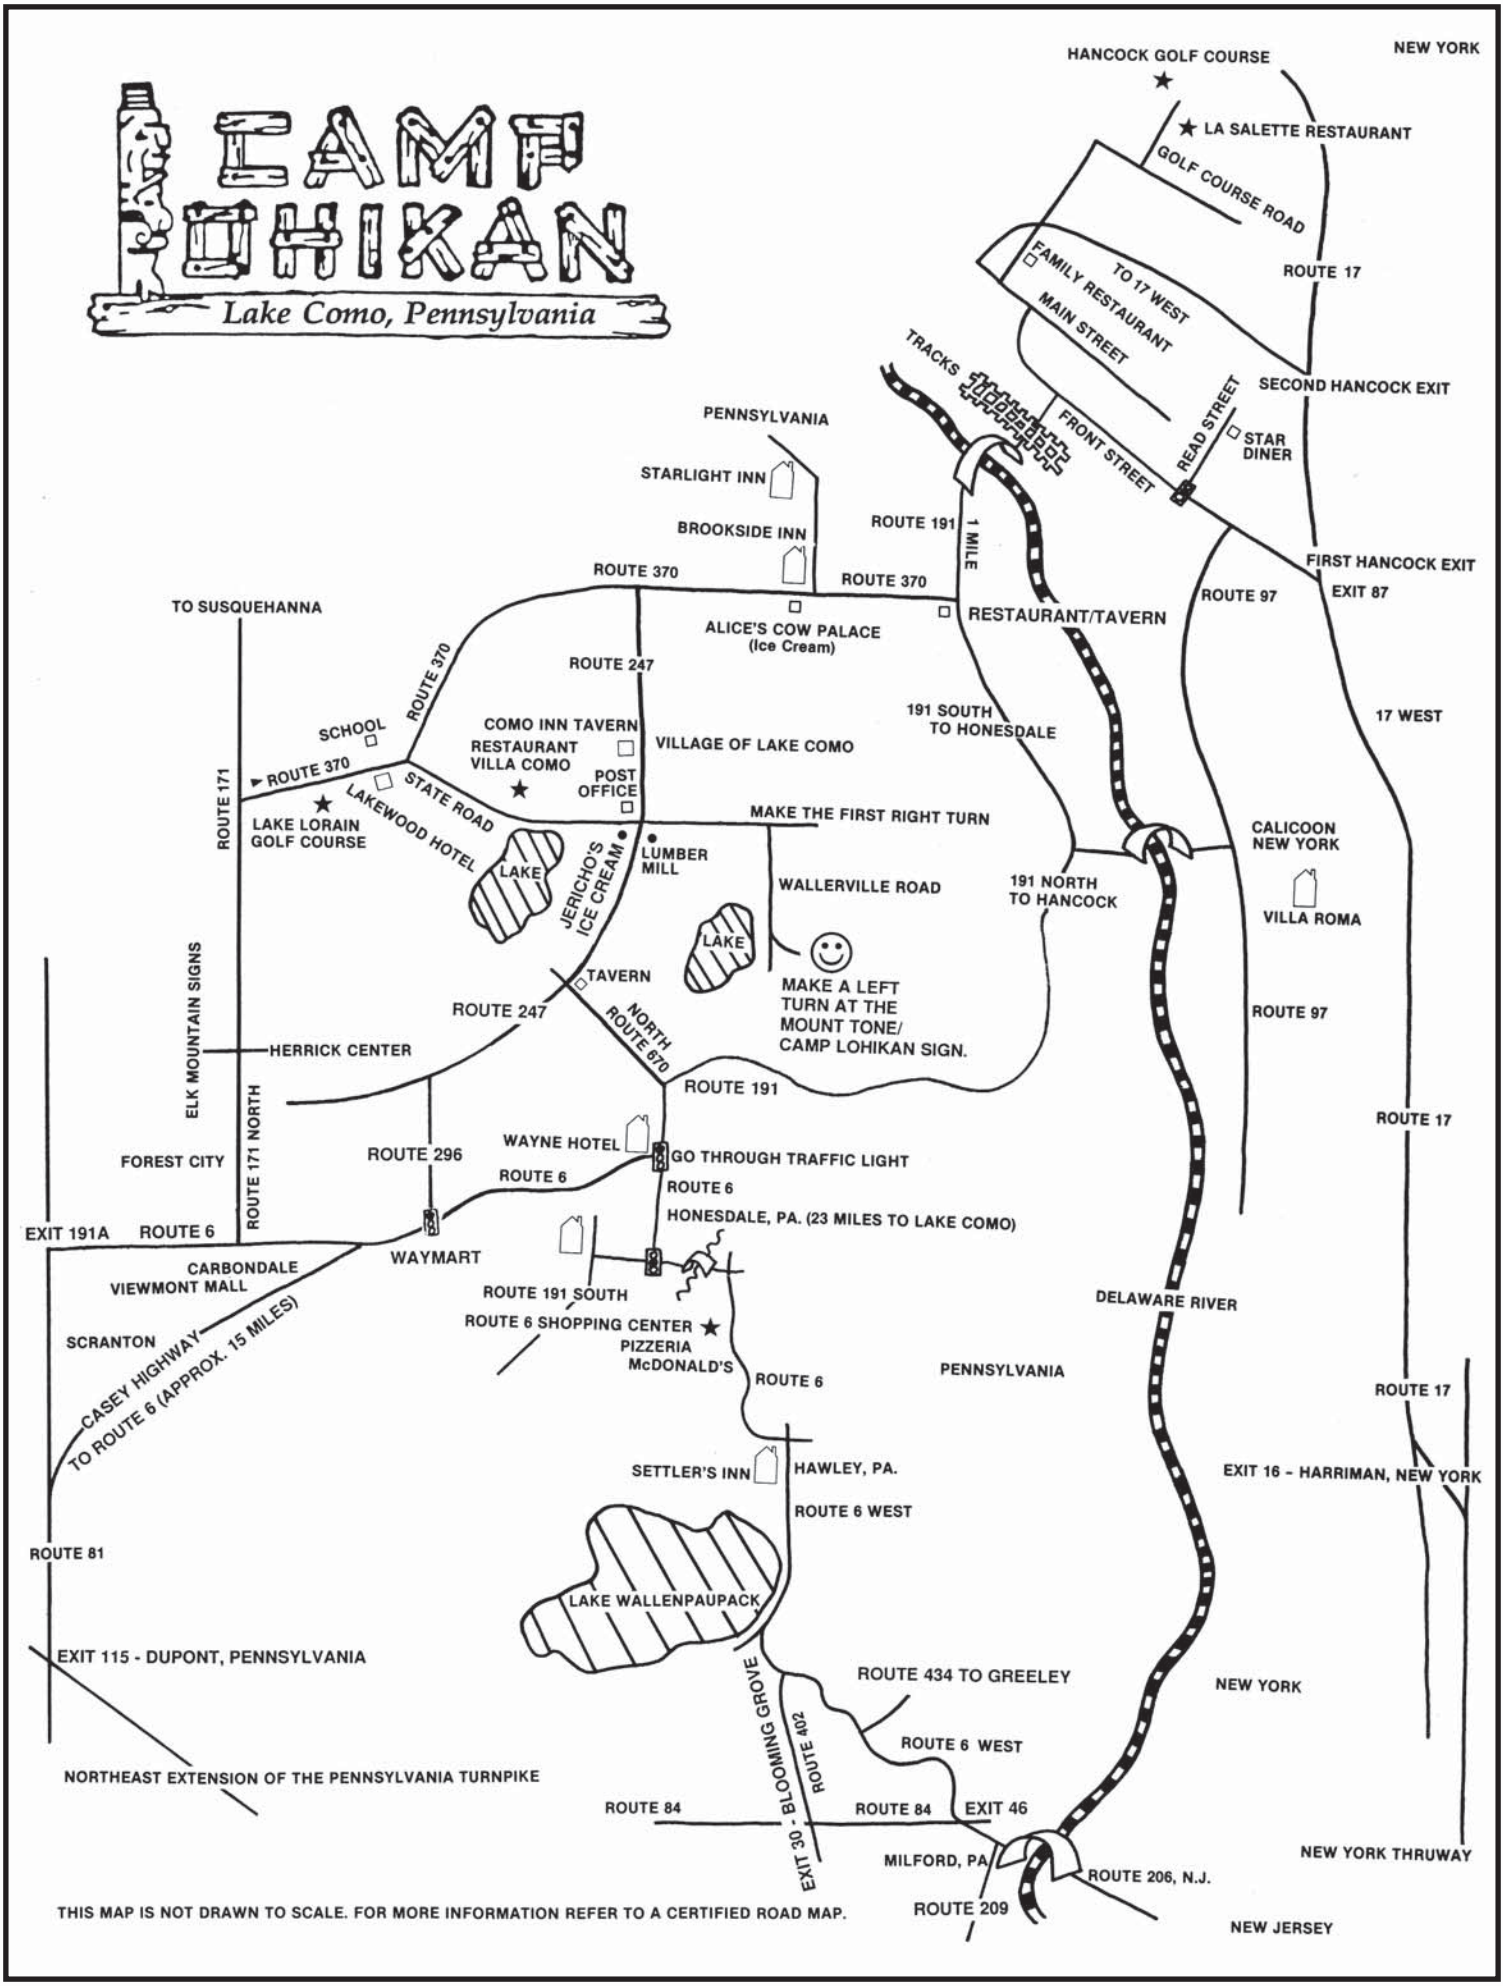 CAMP
LOHIKAN
Lake Como, Pennsylvania
HANCOCK GOLF COURSE
NEW YORK
LA SALETTE RESTAURANT
GOLF COURSE ROAD
ROUTE 17
FAMILY RESTAURANT
TO 17 WEST
MAIN STREET
TRACKS
SECOND HANCOCK EXIT
READ STREET
STAR
DINER
FRONT STREET
PENNSYLVANIA
STARLIGHT INN
BROOKSIDE INN
ROUTE 191
1 MILE
FIRST HANCOCK EXIT
EXIT 87
ROUTE 97
ROUTE 370
ROUTE 370
TO SUSQUEHANNA
RESTAURANT/TAVERN
ALICE'S COW PALACE
(Ice Cream)
ROUTE 370
ROUTE 247
191 SOUTH
TO HONESDALE
17 WEST
SCHOOL
COMO INN TAVERN
RESTAURANT
VILLA COMO
VILLAGE OF LAKE COMO
POST
OFFICE
ROUTE 171
ROUTE 370
LAKEWOOD HOTEL
STATE ROAD
LAKE LORAIN
GOLF COURSE
MAKE THE FIRST RIGHT TURN
CALICOON
NEW YORK
LAKE
JERICHO'S
ICE CREAM
LUMBER
MILL
WALLERVILLE ROAD
191 NORTH
TO HANCOCK
VILLA ROMA
LAKE
ELK MOUNTAIN SIGNS
TAVERN
MAKE A LEFT
TURN AT THE
MOUNT TONE/
CAMP LOHIKAN SIGN.
ROUTE 247
NORTH
ROUTE 670
ROUTE 97
HERRICK CENTER
ROUTE 191
ROUTE 17
ROUTE 171 NORTH
FOREST CITY
ROUTE 296
WAYNE HOTEL
GO THROUGH TRAFFIC LIGHT
ROUTE 6
ROUTE 6
HONESDALE, PA. (23 MILES TO LAKE COMO)
EXIT 191A
ROUTE 6
WAYMART
CARBONDALE
VIEWMONT MALL
ROUTE 191 SOUTH
DELAWARE RIVER
ROUTE 6 SHOPPING CENTER
PIZZERIA
McDONALD'S
SCRANTON
CASEY HIGHWAY
TO ROUTE 6 (APPROX. 15 MILES)
ROUTE 6
PENNSYLVANIA
ROUTE 17
SETTLER'S INN
HAWLEY, PA.
EXIT 16 - HARRIMAN, NEW YORK
ROUTE 6 WEST
ROUTE 81
LAKE WALLENPAUPACK
EXIT 115 - DUPONT, PENNSYLVANIA
ROUTE 434 TO GREELEY
NEW YORK
EXIT 30 - BLOOMING GROVE
ROUTE 402
ROUTE 6 WEST
NORTHEAST EXTENSION OF THE PENNSYLVANIA TURNPIKE
ROUTE 84
ROUTE 84
EXIT 46
NEW YORK THRUWAY
MILFORD, PA
ROUTE 206, N.J.
ROUTE 209
THIS MAP IS NOT DRAWN TO SCALE. FOR MORE INFORMATION REFER TO A CERTIFIED ROAD MAP.
NEW JERSEY